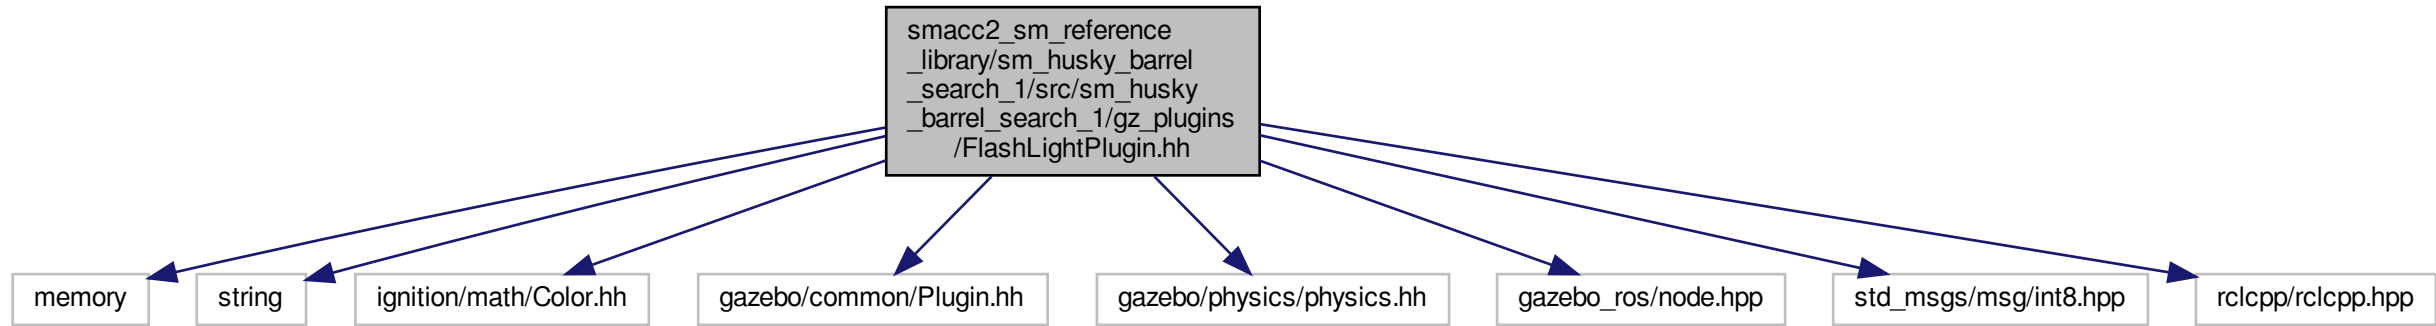 smacc2_sm_reference
_library/sm_husky_barrel
_search_1/src/sm_husky
_barrel_search_1/gz_plugins
/FlashLightPlugin.hh
memory
string
ignition/math/Color.hh
gazebo/common/Plugin.hh
gazebo/physics/physics.hh
gazebo_ros/node.hpp
std_msgs/msg/int8.hpp
rclcpp/rclcpp.hpp